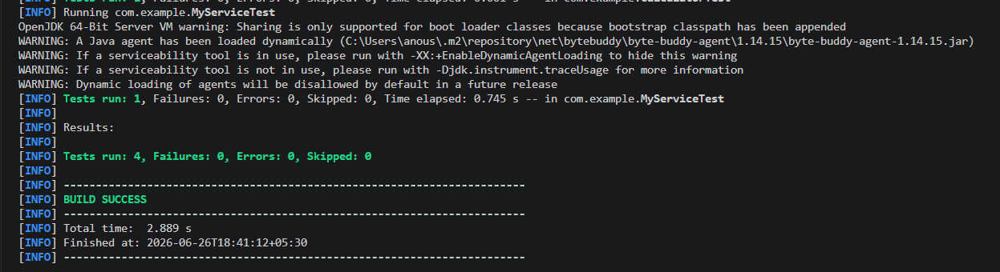 [INFO] Running com.example.MyServiceTest
OpenJDK 64-Bit Server VM warning: Sharing is only supported for boot loader classes because bootstrap classpath has been appended
WARNING: A Java agent has been loaded dynamically (C:\Users\anous\.m2\repository\net\bytebuddy\byte-buddy-agent\1.14.15\byte-buddy-agent-1.14.15.jar)
WARNING: If a serviceability tool is in use, please run with -XX:+EnableDynamicAgentLoading to hide this warning
WARNING: If a serviceability tool is not in use, please run with -Djdk.instrument.traceUsage for more information
WARNING: Dynamic loading of agents will be disallowed by default in a future release
[INFO] Tests run: 1, Failures: 0, Errors: 0, Skipped: 0, Time elapsed: 0.745 s -- in com.example.MyServiceTest
[INFO]
[INFO] Results:
[INFO]
[INFO] Tests run: 4, Failures: 0, Errors: 0, Skipped: 0
[INFO]
[INFO] ------------------------------------------------------------------------
[INFO] BUILD SUCCESS
[INFO] ------------------------------------------------------------------------
[INFO] Total time:  2.889 s
[INFO] Finished at: 2026-06-26T18:41:12+05:30
[INFO] ------------------------------------------------------------------------